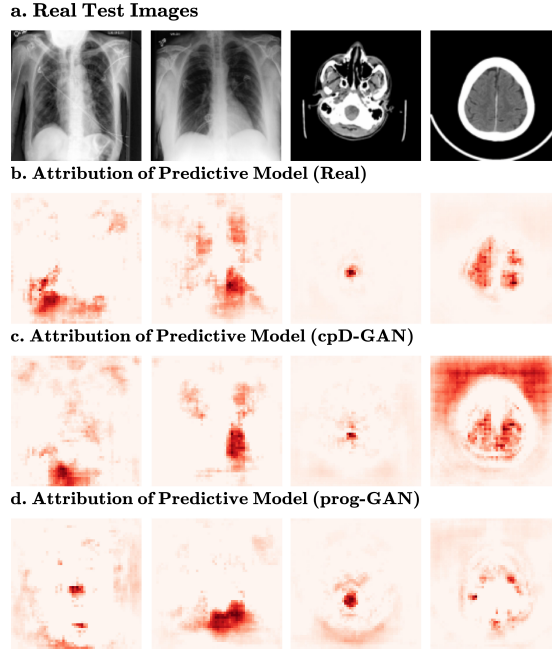 a. Real Test Images
b. Attribution of Predictive Model (Real)
c. Attribution of Predictive Model (cpD-GAN)
d. Attribution of Predictive Model (prog-GAN)